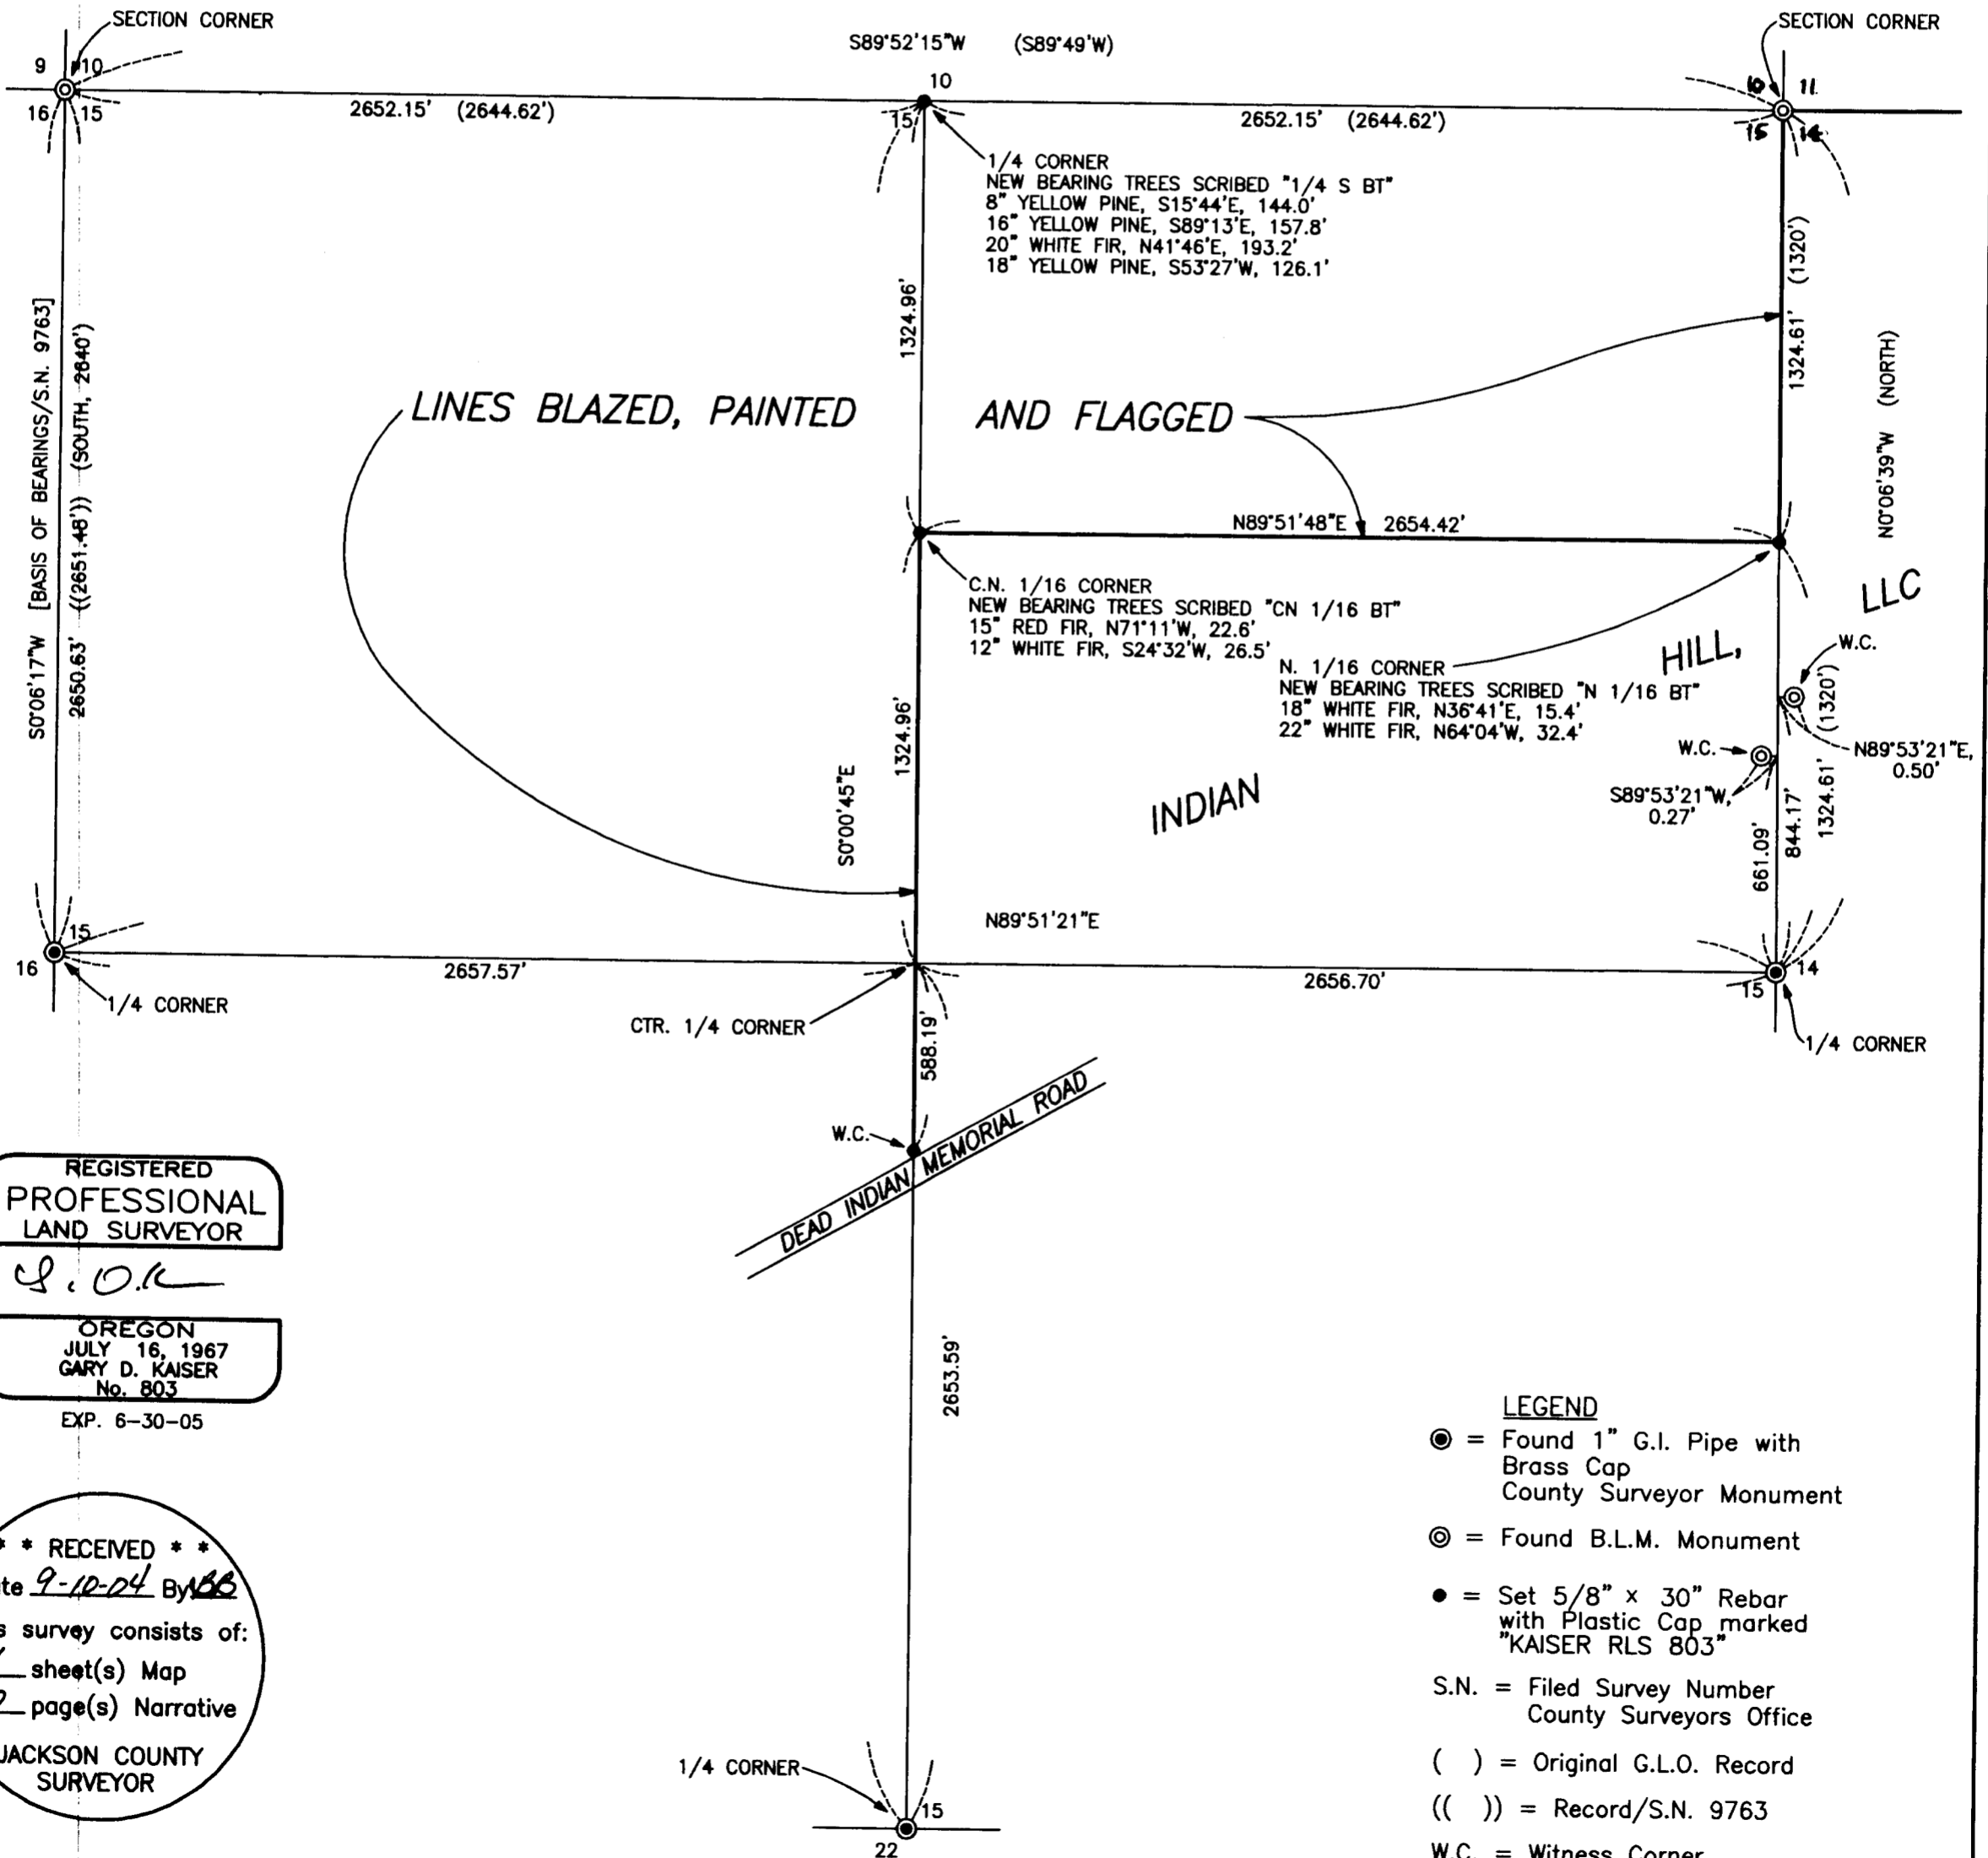 SECTION CORNER
9 10
16 15
S89°52'15"W (S89°49'W)
SECTION CORNER
10 11
15 14
2652.15' (2644.62')
10
15
2652.15' (2644.62')
1/4 CORNER
NEW BEARING TREES SCRIBED "1/4 S BT"
8" YELLOW PINE, S15°44'E, 144.0'
16" YELLOW PINE, S89°13'E, 157.8'
20" WHITE FIR, N41°46'E, 193.2'
18" YELLOW PINE, S53°27'W, 126.1'
S0°06'17"W [BASIS OF BEARINGS/S.N. 9763]
2650.63' ((2651.48')) (SOUTH, 2640')
1324.96'
1324.61' (1320')
N0°06'39"W (NORTH)
LINES BLAZED, PAINTED AND FLAGGED
N89°51'48"E 2654.42'
C.N. 1/16 CORNER
NEW BEARING TREES SCRIBED "CN 1/16 BT"
15" RED FIR, N71°11'W, 22.6'
12" WHITE FIR, S24°32'W, 26.5'
N. 1/16 CORNER
NEW BEARING TREES SCRIBED "N 1/16 BT"
18" WHITE FIR, N36°41'E, 15.4'
22" WHITE FIR, N64°04'W, 32.4'
INDIAN HILL, LLC
W.C.
N89°53'21"E,
0.50'
W.C.
S89°53'21"W,
0.27'
1324.96'
S0°00'45"E
661.09'
844.17'
1324.61' (1320')
N89°51'21"E
15
16
1/4 CORNER
2657.57'
2656.70'
14
15
1/4 CORNER
CTR. 1/4 CORNER
588.19'
W.C.
DEAD INDIAN MEMORIAL ROAD
2653.59'
1/4 CORNER
15
22
REGISTERED
PROFESSIONAL
LAND SURVEYOR
OREGON
JULY 16, 1967
GARY D. KAISER
No. 803
EXP. 6-30-05
* * RECEIVED * *
te 9-10-04 By
s survey consists of:
sheet(s) Map
page(s) Narrative
JACKSON COUNTY
SURVEYOR
LEGEND
= Found 1" G.I. Pipe with
Brass Cap
County Surveyor Monument
= Found B.L.M. Monument
= Set 5/8" x 30" Rebar
with Plastic Cap marked
"KAISER RLS 803"
S.N. = Filed Survey Number
County Surveyors Office
( ) = Original G.L.O. Record
(( )) = Record/S.N. 9763
W.C. = Witness Corner